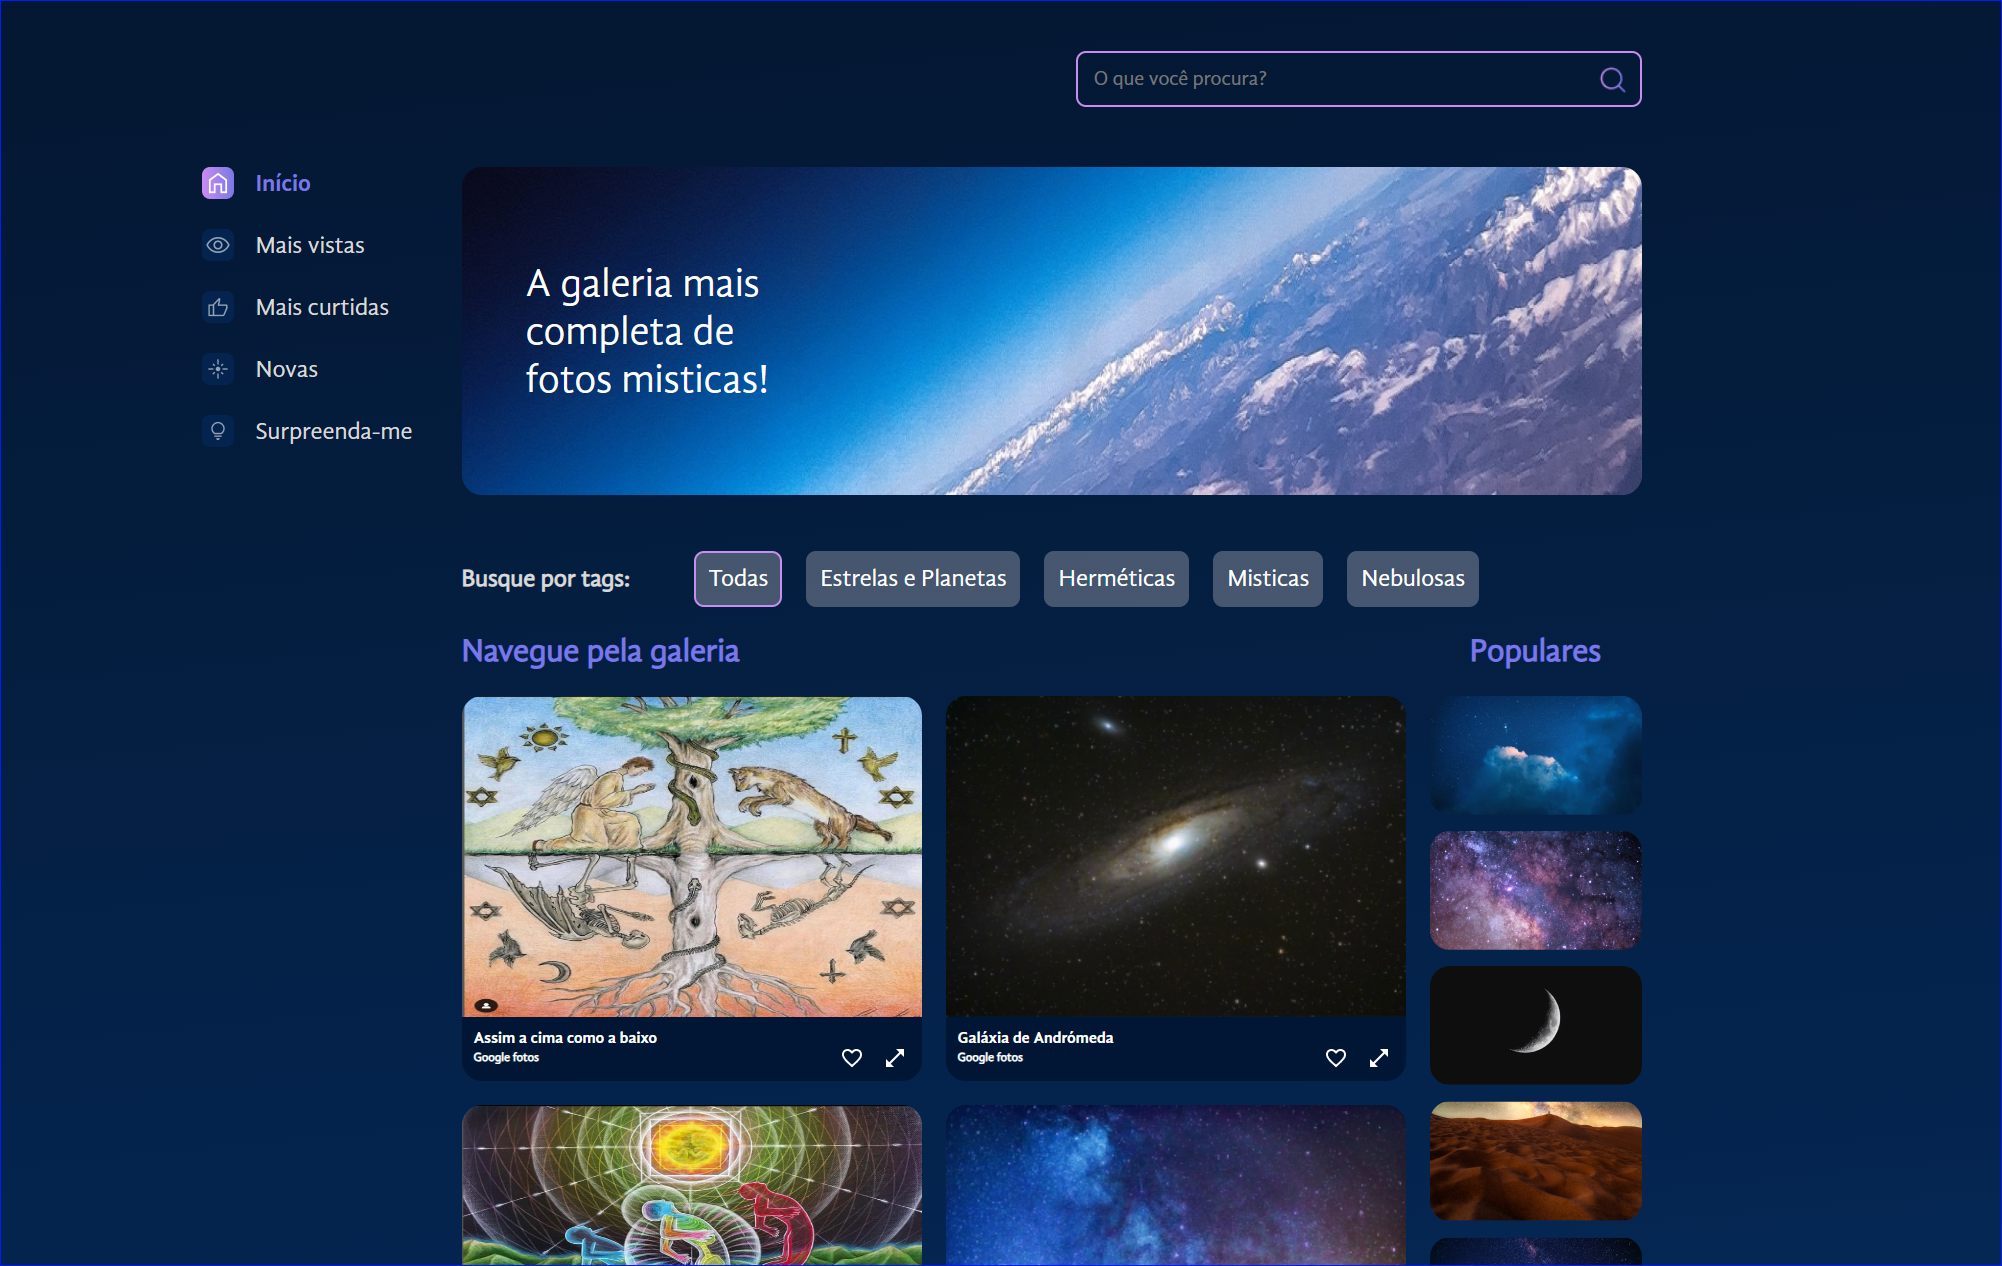 O que você procura?
Início
Mais vistas
Mais curtidas
Novas
Surpreenda-me
A galeria mais
completa de
fotos misticas!
Busque por tags:
Todas
Estrelas e Planetas
Herméticas
Misticas
Nebulosas
Navegue pela galeria
Populares
Assim a cima como a baixo
Google fotos
Galáxia de Andrómeda
Google fotos